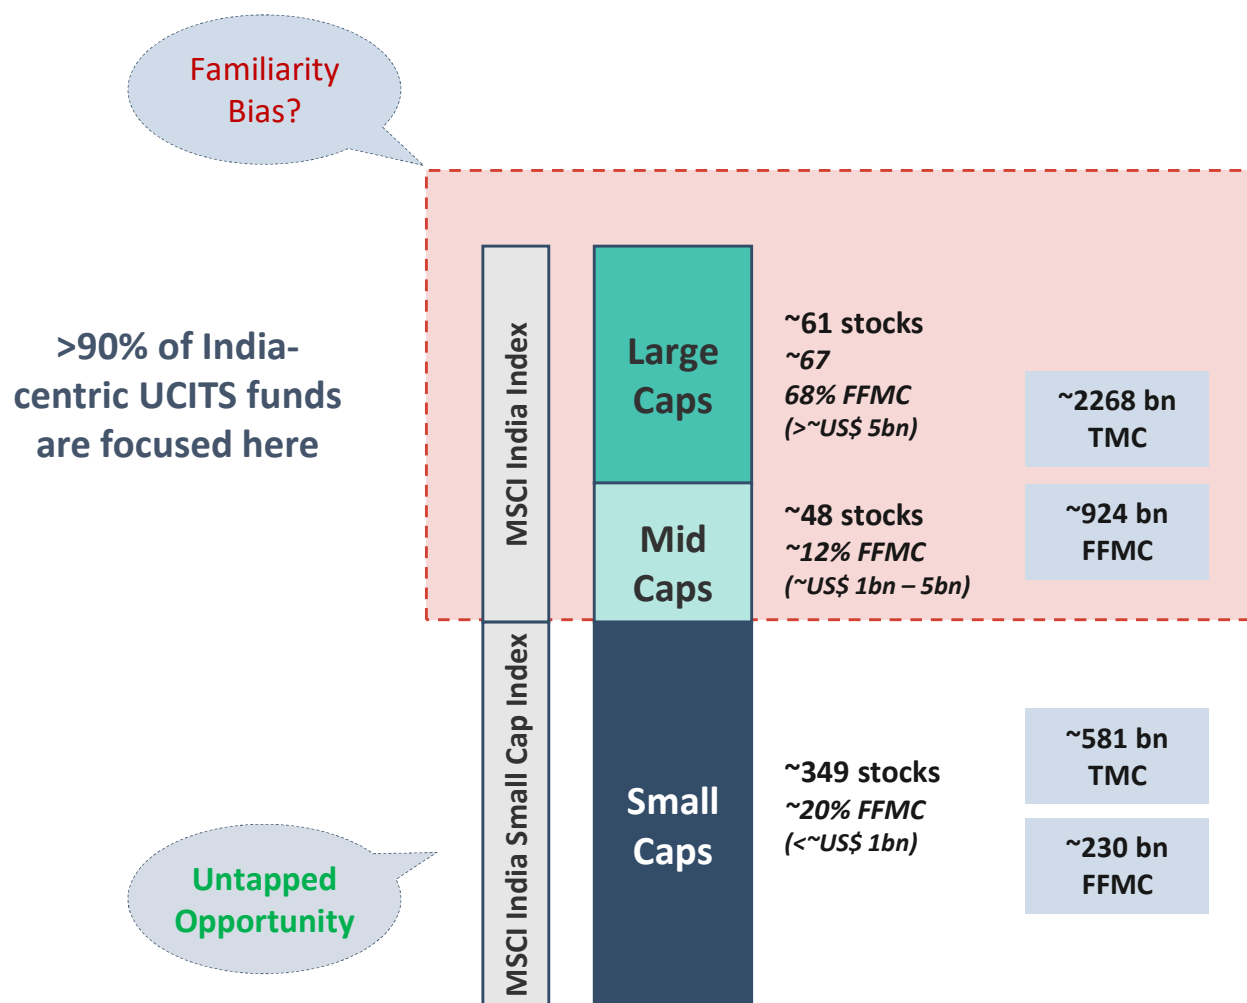 Familiarity
Bias?
>90% of India-
centric UCITS funds
are focused here
MSCI India Index
Large
Caps
~61 stocks
~67
68% FFMC
(>~US$ 5bn)
~2268 bn
TMC
Mid
Caps
~48 stocks
~12% FFMC
(~US$ 1bn – 5bn)
~924 bn
FFMC
MSCI India Small Cap Index
Small
Caps
~349 stocks
~20% FFMC
(<~US$ 1bn)
~581 bn
TMC
~230 bn
FFMC
Untapped
Opportunity